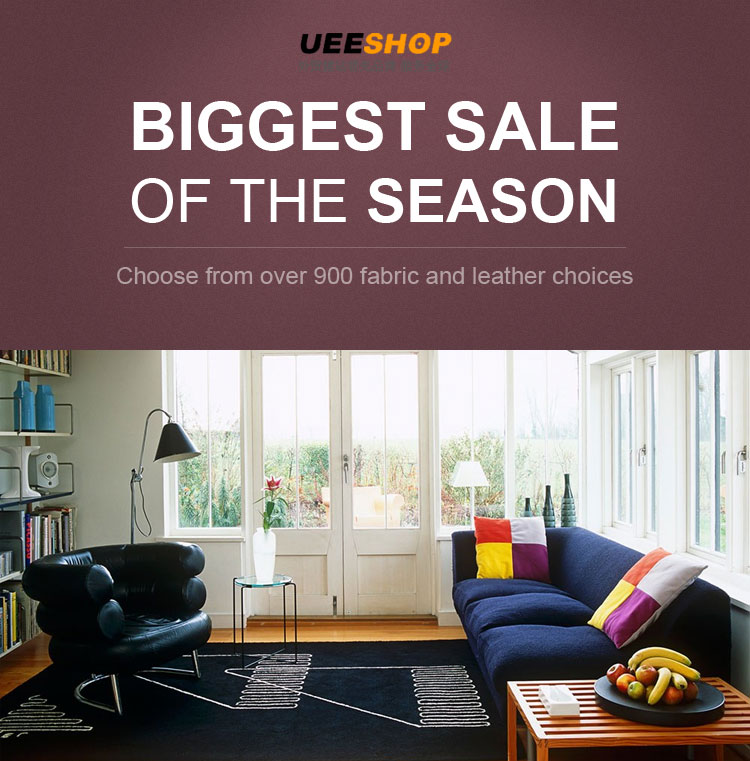 UEESHOP
BIGGEST SALE
OF THE SEASON
Choose from over 900 fabric and leather choices